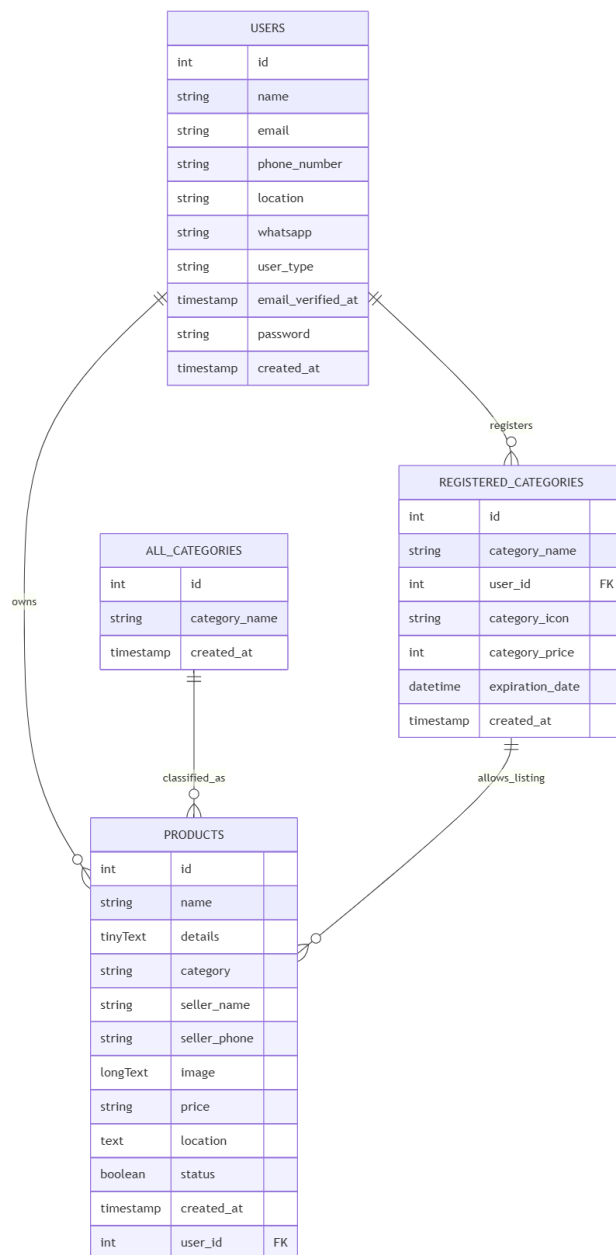 USERS
int id
string name
string email
string phone_number
string location
string whatsapp
string user_type
timestamp email_verified_at
string password
timestamp created_at
registers
REGISTERED_CATEGORIES
int id
string category_name
int user_id FK
string category_icon
int category_price
datetime expiration_date
timestamp created_at
ALL_CATEGORIES
int id
string category_name
timestamp created_at
owns
classified_as
allows_listing
PRODUCTS
int id
string name
tinyText details
string category
string seller_name
string seller_phone
longText image
string price
text location
boolean status
timestamp created_at
int user_id FK